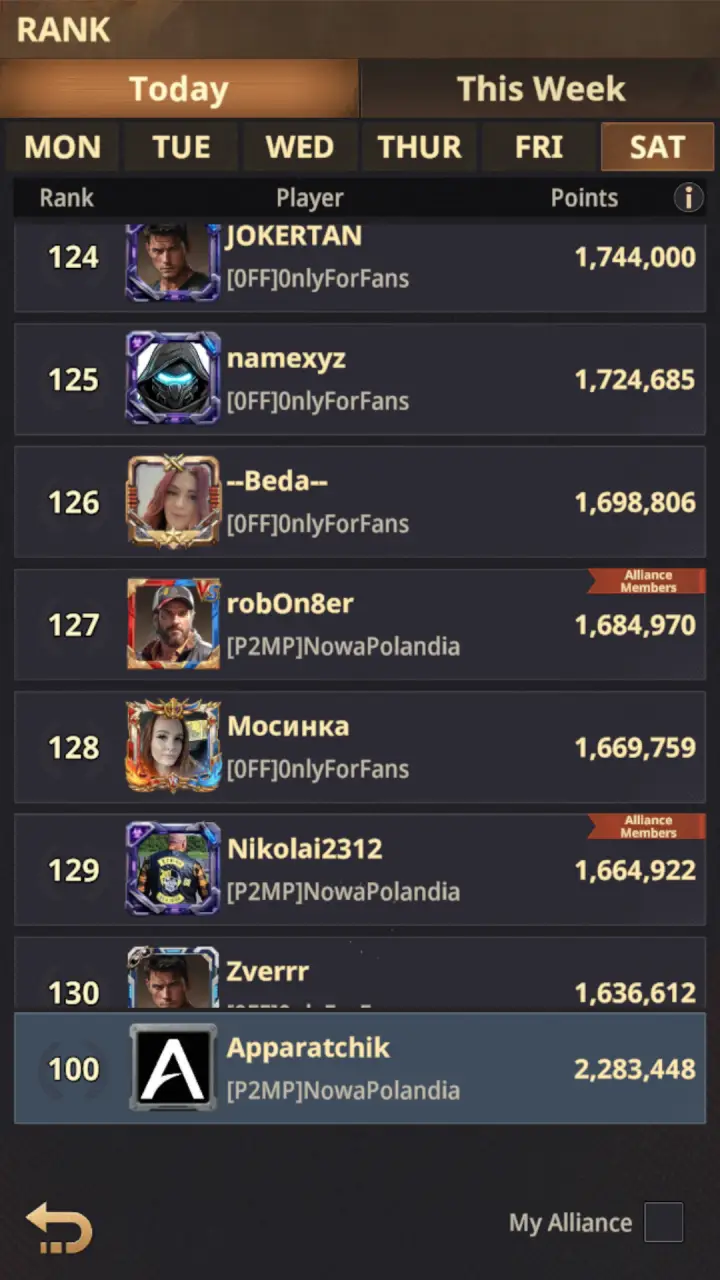 RANK
Today
This Week
MON TUE WED THUR FRI SAT
Rank Player Points i
124 JOKERTAN 1,744,000
[0FF]0nlyForFans
125 namexyz 1,724,685
[0FF]0nlyForFans
126 --Beda-- 1,698,806
[0FF]0nlyForFans
Alliance
Members
127 robOn8er 1,684,970
[P2MP]NowaPolandia
128 Мосинка 1,669,759
[0FF]0nlyForFans
Alliance
Members
129 Nikolai2312 1,664,922
[P2MP]NowaPolandia
130 Zverrr 1,636,612
100 Apparatchik 2,283,448
[P2MP]NowaPolandia
My Alliance